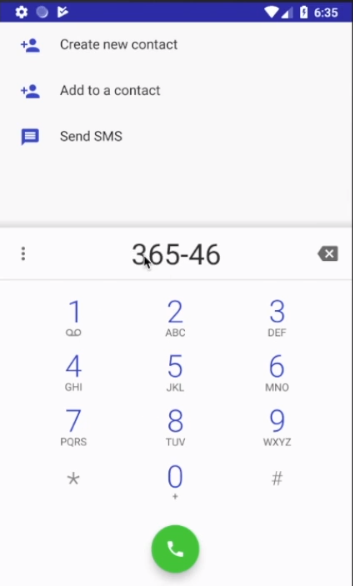 6:35
Create new contact
Add to a contact
Send SMS
365-46
1 2 3
ABC DEF
4 5 6
GHI JKL MNO
7 8 9
PQRS TUV WXYZ
* 0 #
+